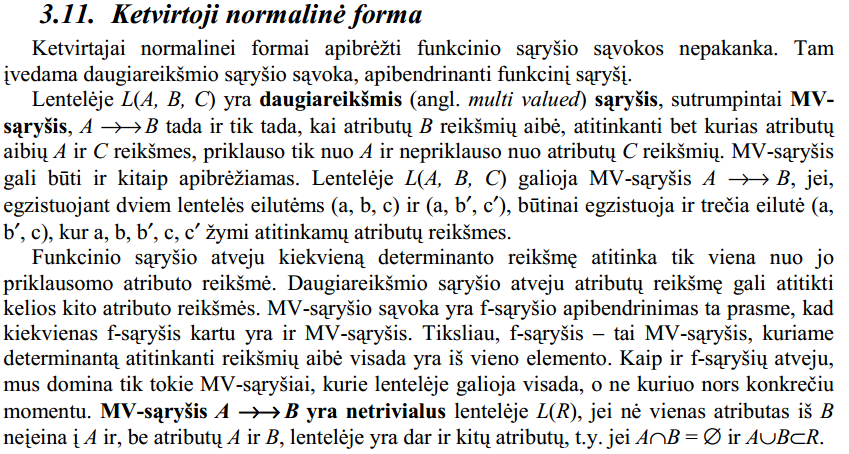 3.11. Ketvirtoji normalinė forma
Ketvirtajai normalinei formai apibrėžti funkcinio sąryšio sąvokos nepakanka. Tam
įvedama daugiareikšmio sąryšio sąvoka, apibendrinanti funkcinį sąryšį.
Lentelėje L(A, B, C) yra daugiareikšmis (angl. multi valued) sąryšis, sutrumpintai MV-
sąryšis, A →→ B tada ir tik tada, kai atributų B reikšmių aibė, atitinkanti bet kurias atributų
aibių A ir C reikšmes, priklauso tik nuo A ir nepriklauso nuo atributų C reikšmių. MV-sąryšis
gali būti ir kitaip apibrėžiamas. Lentelėje L(A, B, C) galioja MV-sąryšis A →→ B, jei,
egzistuojant dviem lentelės eilutėms (a, b, c) ir (a, b′, c′), būtinai egzistuoja ir trečia eilutė (a,
b′, c), kur a, b, b′, c, c′ žymi atitinkamų atributų reikšmes.
Funkcinio sąryšio atveju kiekvieną determinanto reikšmę atitinka tik viena nuo jo
priklausomo atributo reikšmė. Daugiareikšmio sąryšio atveju atributų reikšmę gali atitikti
kelios kito atributo reikšmės. MV-sąryšio sąvoka yra f-sąryšio apibendrinimas ta prasme, kad
kiekvienas f-sąryšis kartu yra ir MV-sąryšis. Tiksliau, f-sąryšis – tai MV-sąryšis, kuriame
determinantą atitinkanti reikšmių aibė visada yra iš vieno elemento. Kaip ir f-sąryšių atveju,
mus domina tik tokie MV-sąryšiai, kurie lentelėje galioja visada, o ne kuriuo nors konkrečiu
momentu. MV-sąryšis A →→ B yra netrivialus lentelėje L(R), jei nė vienas atributas iš B
neįeina į A ir, be atributų A ir B, lentelėje yra dar ir kitų atributų, t.y. jei A∩B = ∅ ir A∪B⊂R.